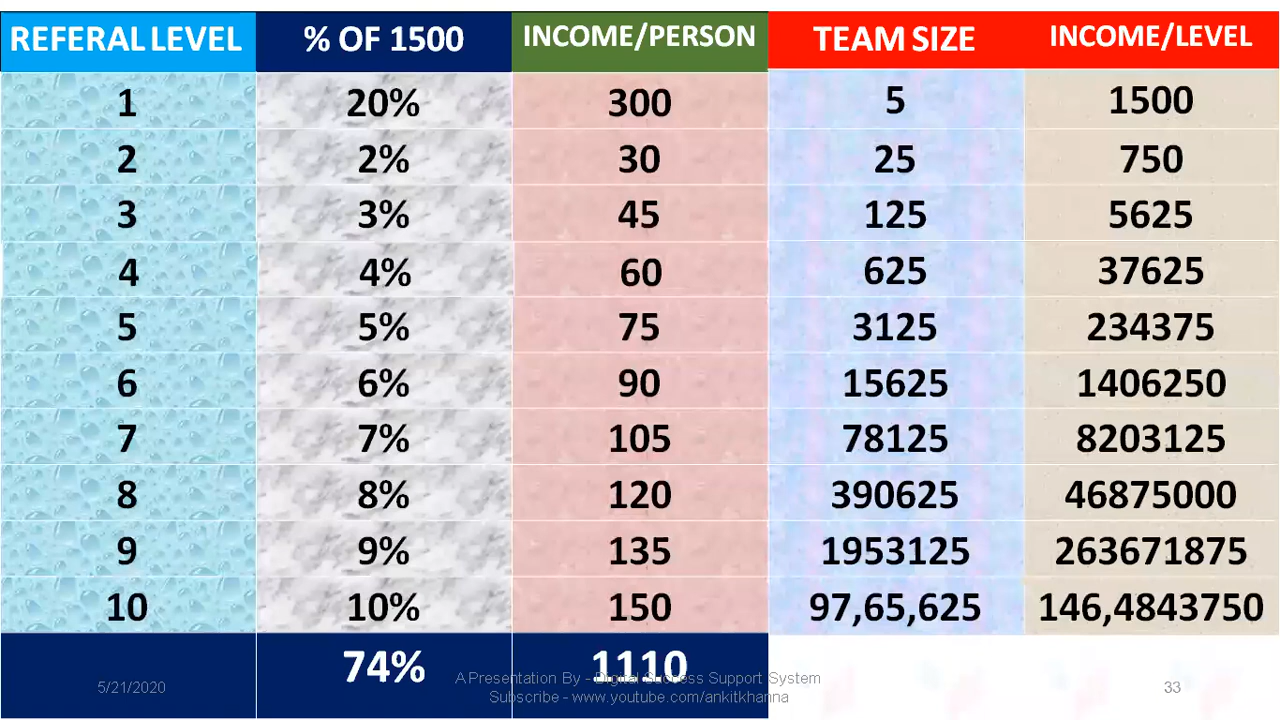 REFERAL LEVEL % OF 1500 INCOME/PERSON TEAM SIZE INCOME/LEVEL
1 20% 300 5 1500
2 2% 30 25 750
3 3% 45 125 5625
4 4% 60 625 37625
5 5% 75 3125 234375
6 6% 90 15625 1406250
7 7% 105 78125 8203125
8 8% 120 390625 46875000
9 9% 135 1953125 263671875
10 10% 150 97,65,625 146,4843750
74% 1110
5/21/2020 A Presentation By - Digital Success Support System 33
Subscribe - www.youtube.com/ankitkhanna